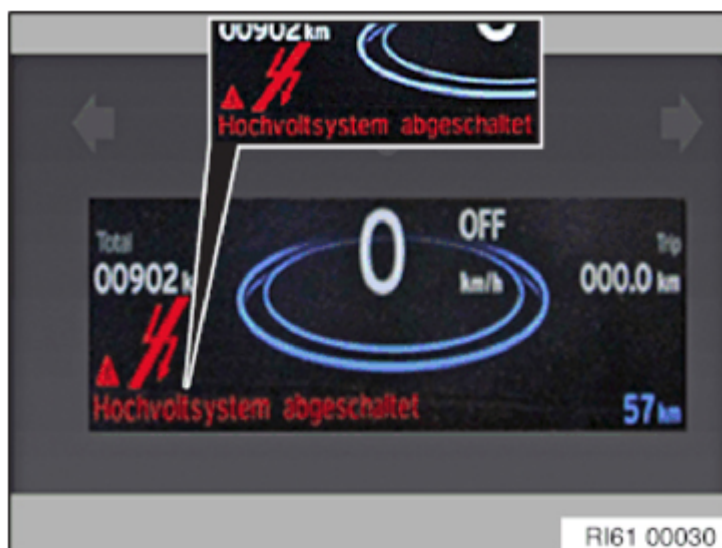 00902 km
Hochvoltsystem abgeschaltet
Total
00902 k
0
OFF
km/h
Trip
000.0 km
Hochvoltsystem abgeschaltet
57 km
RI61 00030